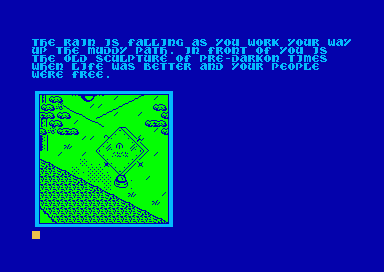 THE RAIN IS FALLING AS YOU WORK YOUR WAY
UP THE MUDDY PATH. IN FRONT OF YOU IS
THE OLD SCULPTURE OF PRE-DARKON TIMES
WHEN LIFE WAS BETTER AND YOUR PEOPLE
WERE FREE.